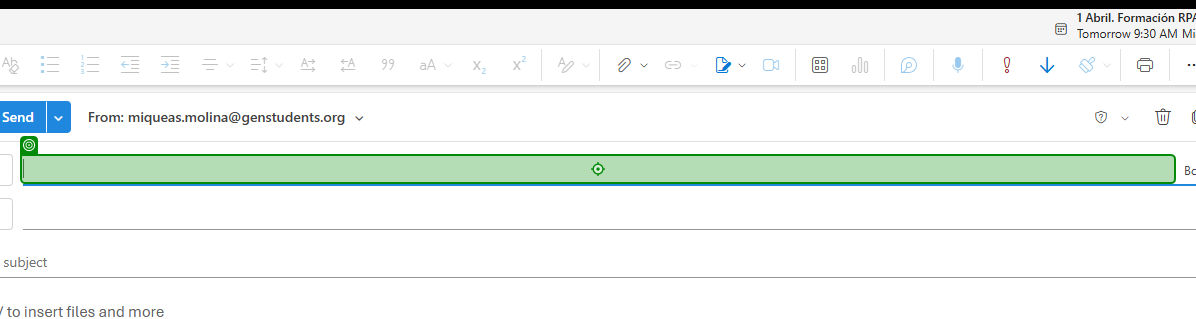 1 Abril. Formación RPA
Tomorrow 9:30 AM Mi
Send
From: miqueas.molina@genstudents.org
Bc
subject
/ to insert files and more